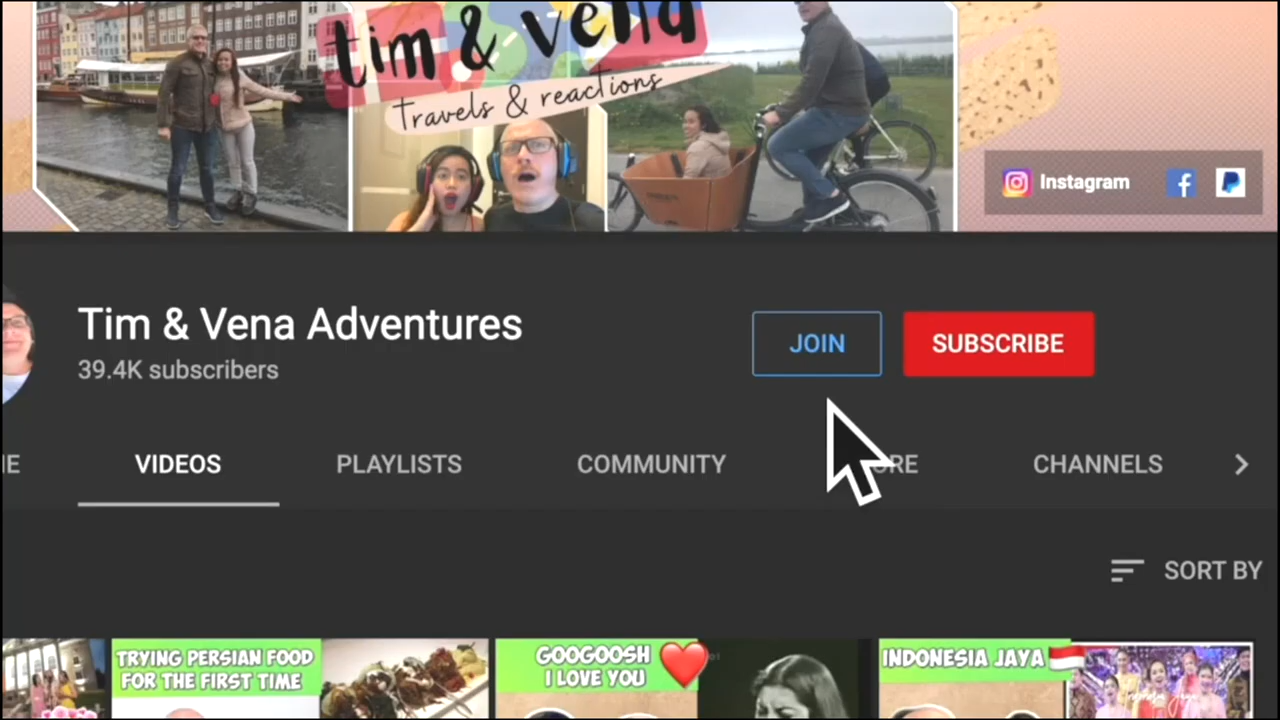 tim & vena
Travels & reactions
Instagram
Tim & Vena Adventures
39.4K subscribers
JOIN
SUBSCRIBE
VIDEOS
PLAYLISTS
COMMUNITY
CHANNELS
SORT BY
TRYING PERSIAN FOOD
FOR THE FIRST TIME
GOOGOOSH
I LOVE YOU
INDONESIA JAYA